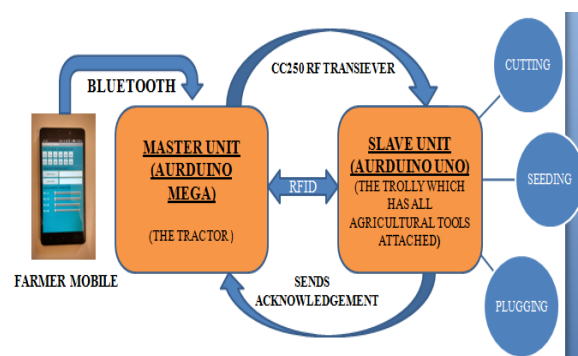 BLUETOOTH
CC250 RF TRANSIEVER
FARMER MOBILE
MASTER UNIT
(AURDUINO
MEGA)
(THE TRACTOR )
RFID
SLAVE UNIT
(AURDUINO UNO)
(THE TROLLY WHICH
HAS ALL
AGRICULTURAL TOOLS
ATTACHED)
SENDS
ACKNOWLEDGEMENT
CUTTING
SEEDING
PLUGGING